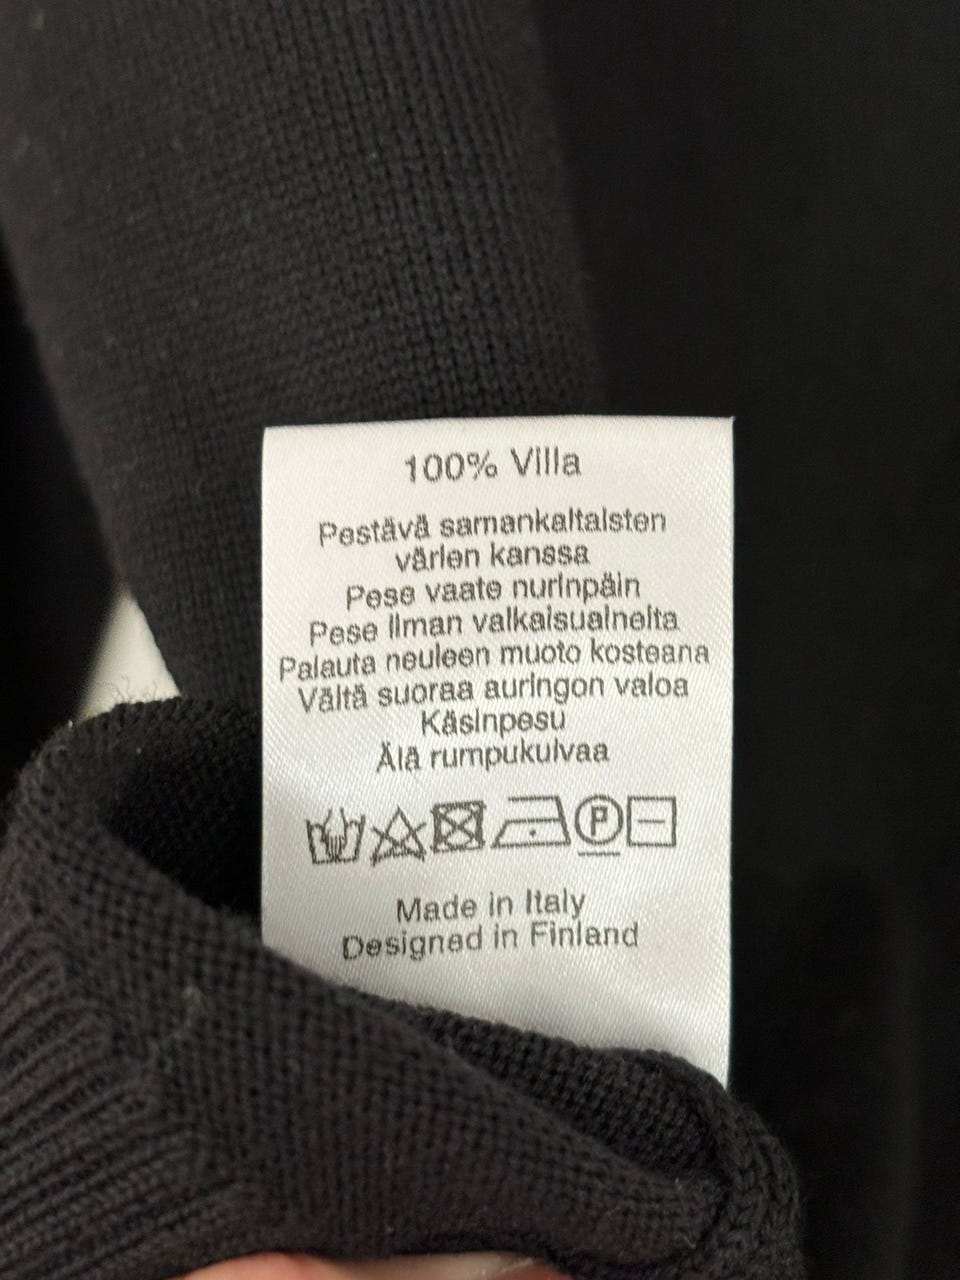 100% Villa
Pestävä samankaltaisten
värien kanssa
Pese vaate nurinpäin
Pese ilman valkaisuaineita
Palauta neuleen muoto kosteana
Vältä suoraa auringon valoa
Käsinpesu
Älä rumpukuivaa
P
Made in Italy
Designed in Finland